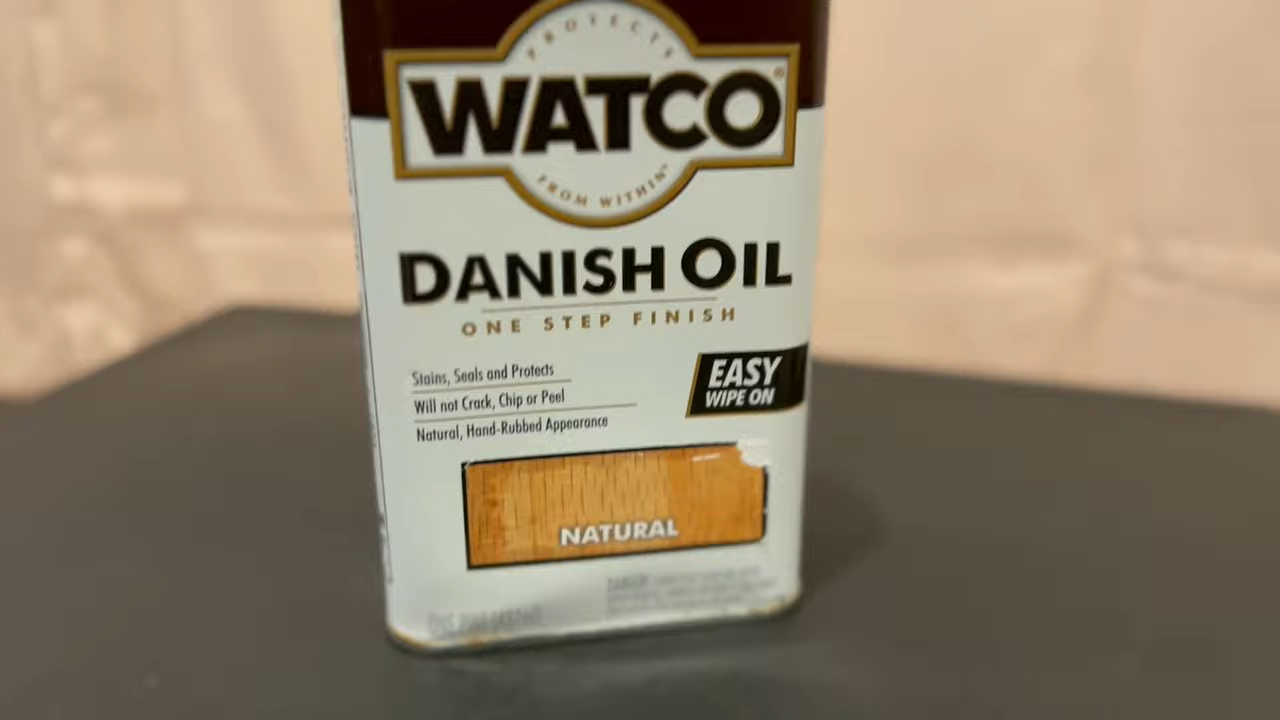 PROTECTS
WATCO®
FROM WITHIN
DANISH OIL
ONE STEP FINISH
Stains, Seals and Protects
Will not Crack, Chip or Peel
Natural, Hand-Rubbed Appearance
EASY
WIPE ON
NATURAL